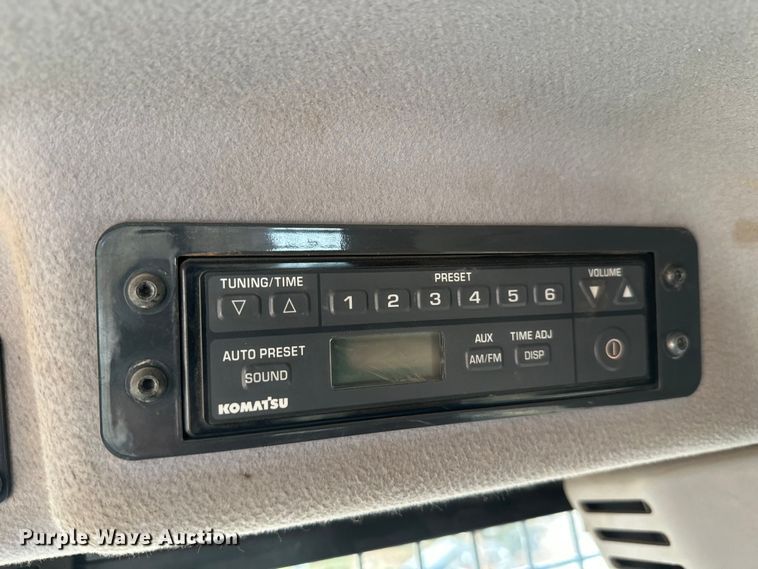 TUNING/TIME
PRESET
VOLUME
1 2 3 4 5 6
AUTO PRESET
SOUND
AUX
AM/FM
TIME ADJ
DISP
KOMATSU
Purple Wave Auction